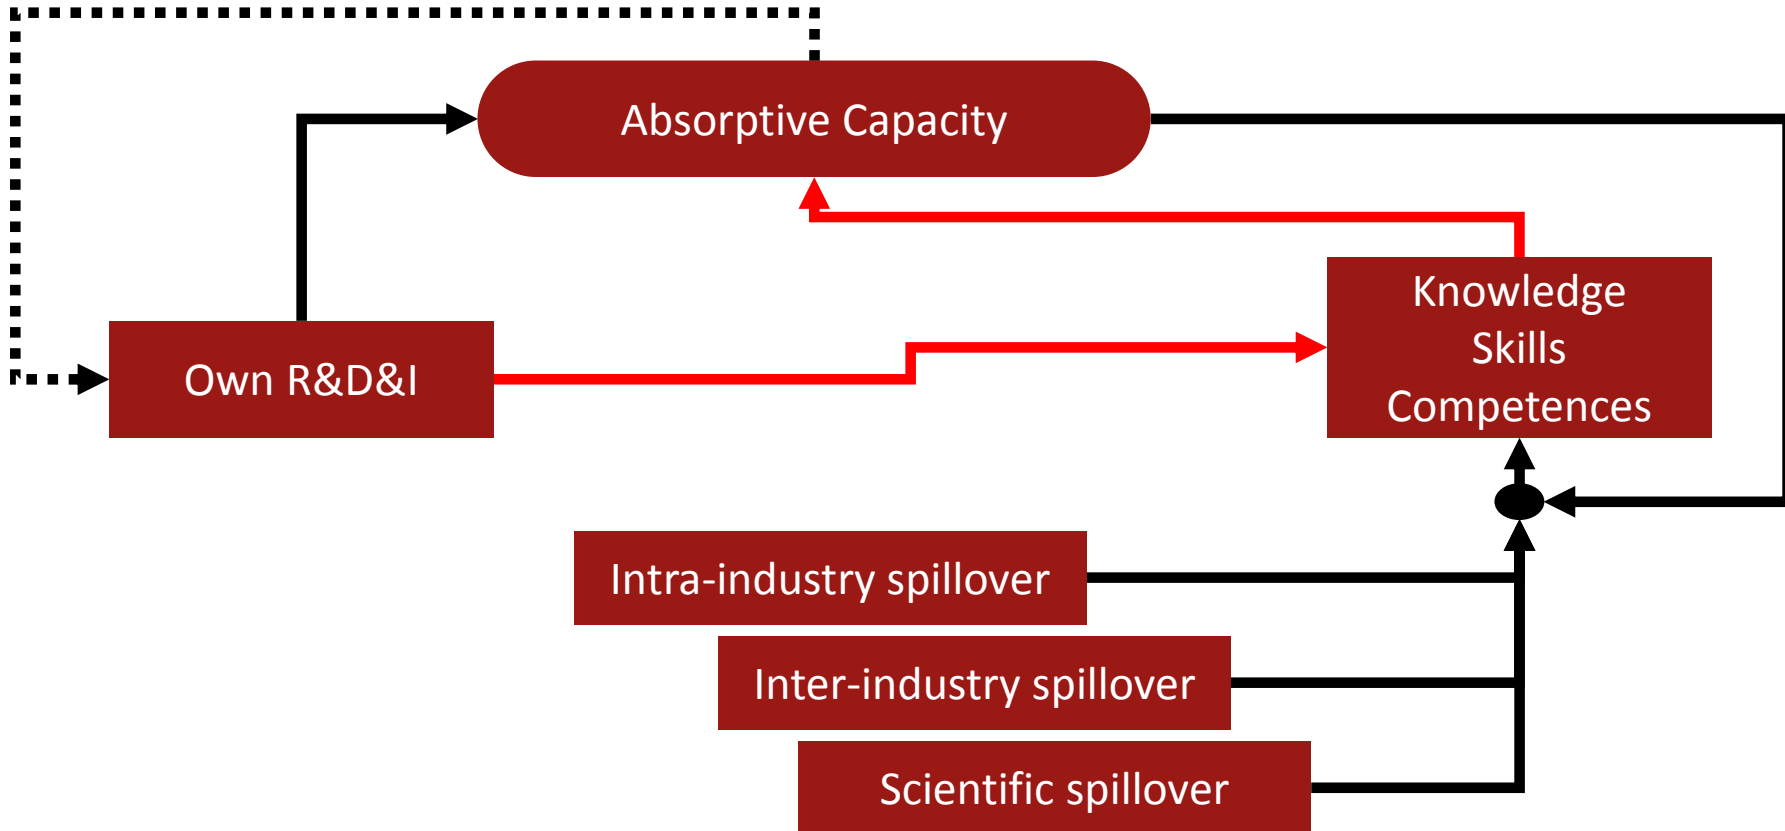 Absorptive Capacity
Knowledge
Skills
Competences
Own R&D&I
Intra-industry spillover
Inter-industry spillover
Scientific spillover